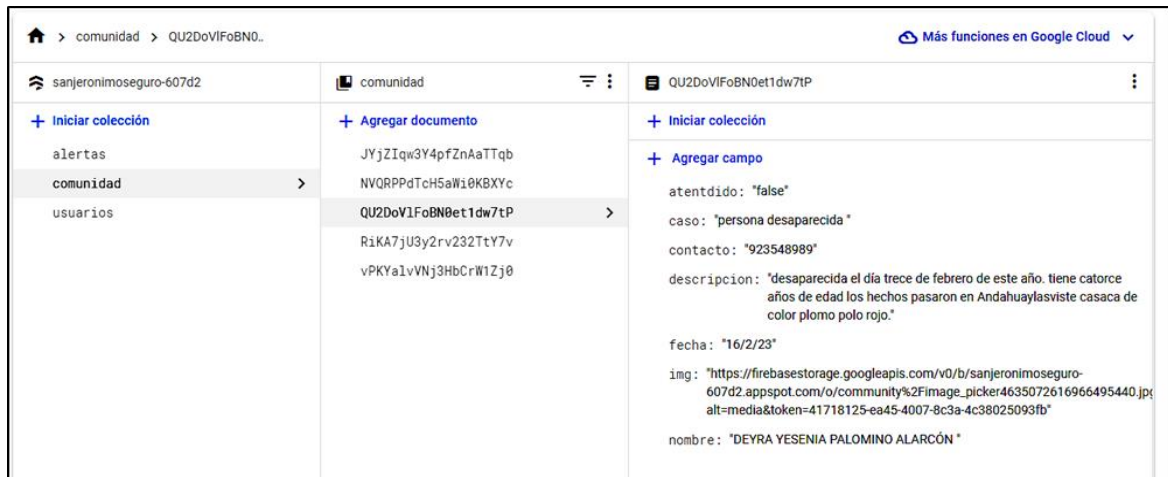 > comunidad > QU2DoVlFoBN0..
Más funciones en Google Cloud
sanjeronimoseguro-607d2
comunidad
QU2DoVlFoBN0et1dw7tP
+ Iniciar colección
+ Agregar documento
+ Iniciar colección
alertas
comunidad >
usuarios
JYjZIqw3Y4pfZnAaTTqb
NVQRPPdTcH5aWi0KBXYc
QU2DoVlFoBN0et1dw7tP >
RiKA7jU3y2rv232TtY7v
vPKYalvVNj3HbCrW1Zj0
+ Agregar campo
atentdido: "false"
caso: "persona desaparecida "
contacto: "923548989"
descripcion: "desaparecida el día trece de febrero de este año. tiene catorce
años de edad los hechos pasaron en Andahuaylasviste casaca de
color plomo polo rojo."
fecha: "16/2/23"
img: "https://firebasestorage.googleapis.com/v0/b/sanjeronimoseguro-
607d2.appspot.com/o/community%2Fimage_picker4635072616966495440.jpg
alt=media&token=41718125-ea45-4007-8c3a-4c38025093fb"
nombre: "DEYRA YESENIA PALOMINO ALARCÓN "